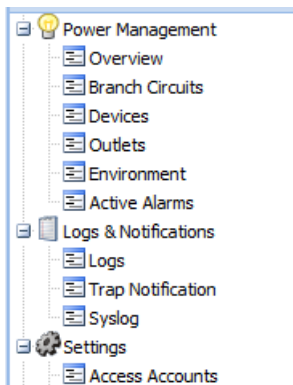 Power Management
Overview
Branch Circuits
Devices
Outlets
Environment
Active Alarms
Logs & Notifications
Logs
Trap Notification
Syslog
Settings
Access Accounts